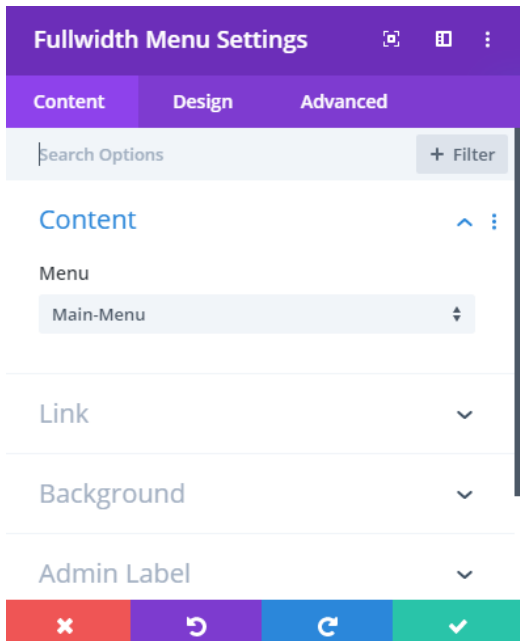 Fullwidth Menu Settings
Content Design Advanced
Search Options + Filter
Content
Menu
Main-Menu
Link
Background
Admin Label